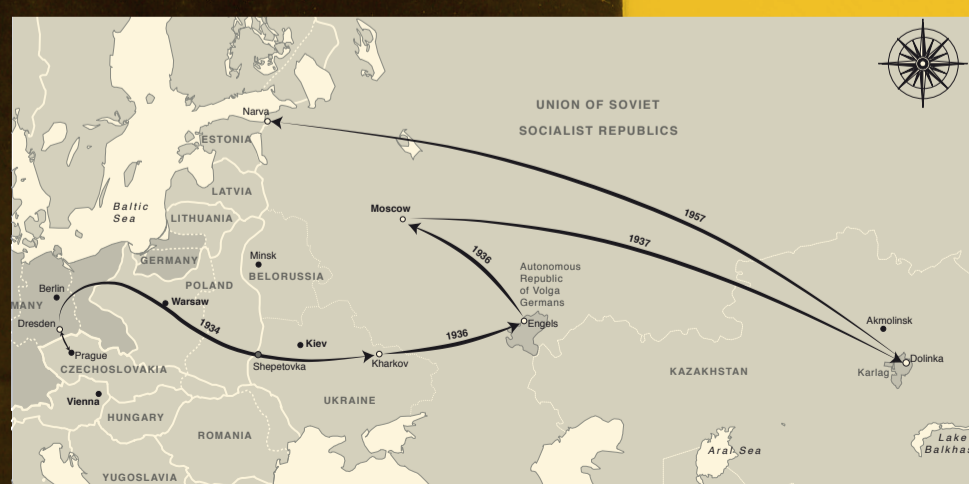 UNION OF SOVIET
SOCIALIST REPUBLICS
Narva
ESTONIA
LATVIA
Baltic
Sea
LITHUANIA
Moscow
1957
1937
1936
Minsk
GERMANY
BELORUSSIA
POLAND
Autonomous
Republic
of Volga
Germans
Berlin
MANY
Warsaw
Dresden
1934
Engels
Akmolinsk
1936
Kiev
Prague
Shepetovka
Kharkov
Dolinka
CZECHOSLOVAKIA
KAZAKHSTAN
Karlag
Vienna
UKRAINE
HUNGARY
ROMANIA
Aral Sea
Lake
Balkhas
YUGOSLAVIA